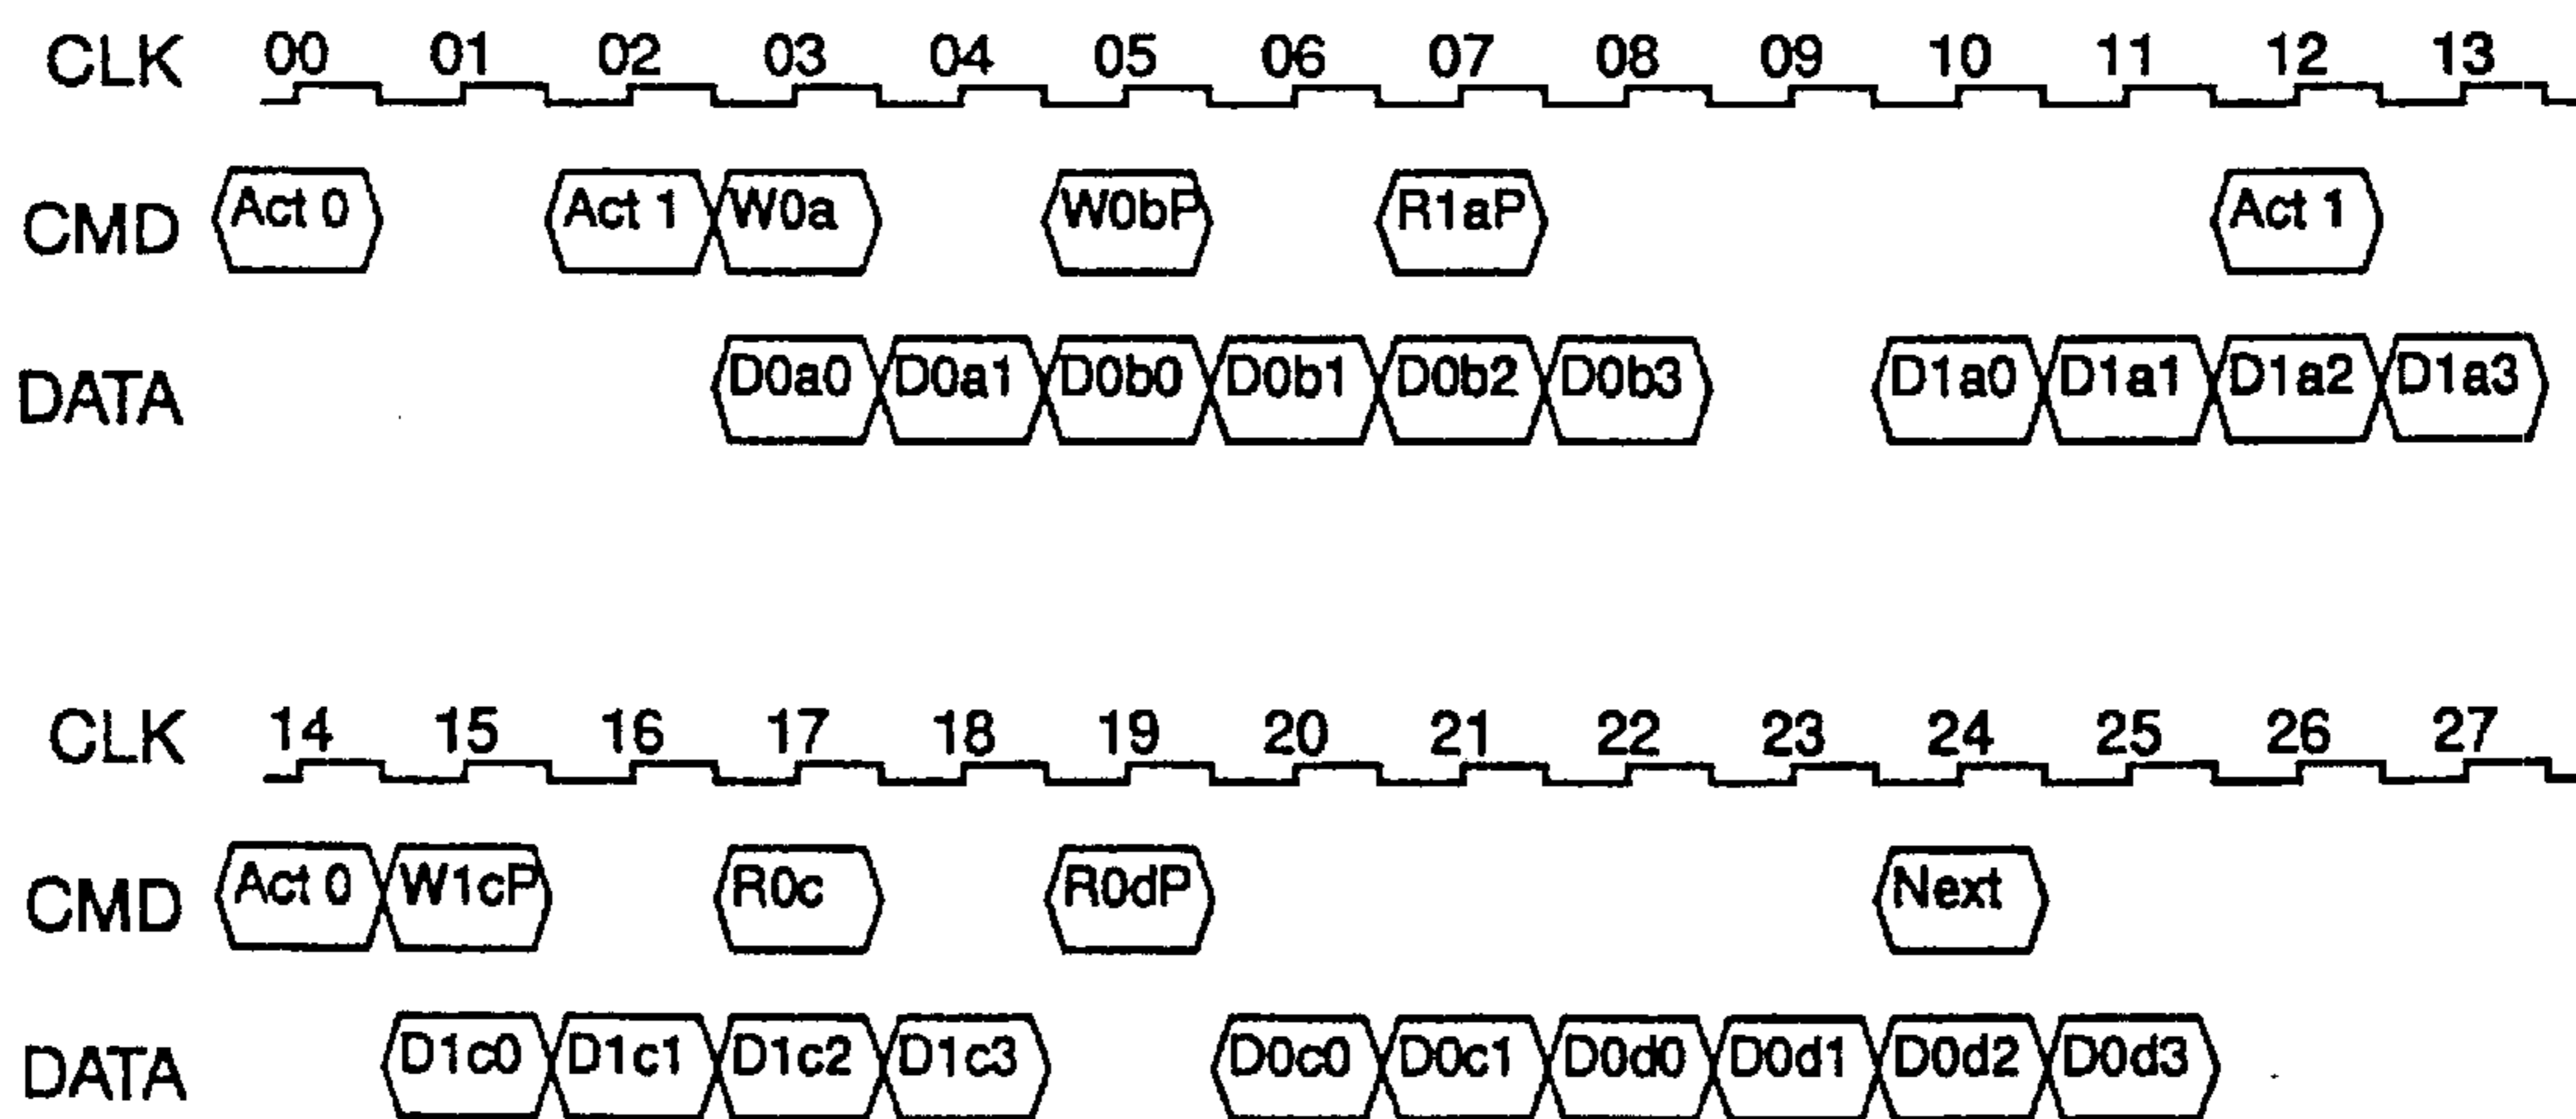 CLK 00 01 02 03 04 05 06 07 08 09 10 11 12 13
CMD Act 0 Act 1 W0a W0bP R1aP Act 1
DATA D0a0 D0a1 D0b0 D0b1 D0b2 D0b3 D1a0 D1a1 D1a2 D1a3
CLK 14 15 16 17 18 19 20 21 22 23 24 25 26 27
CMD Act 0 W1cP R0c R0dP Next
DATA D1c0 D1c1 D1c2 D1c3 D0c0 D0c1 D0d0 D0d1 D0d2 D0d3